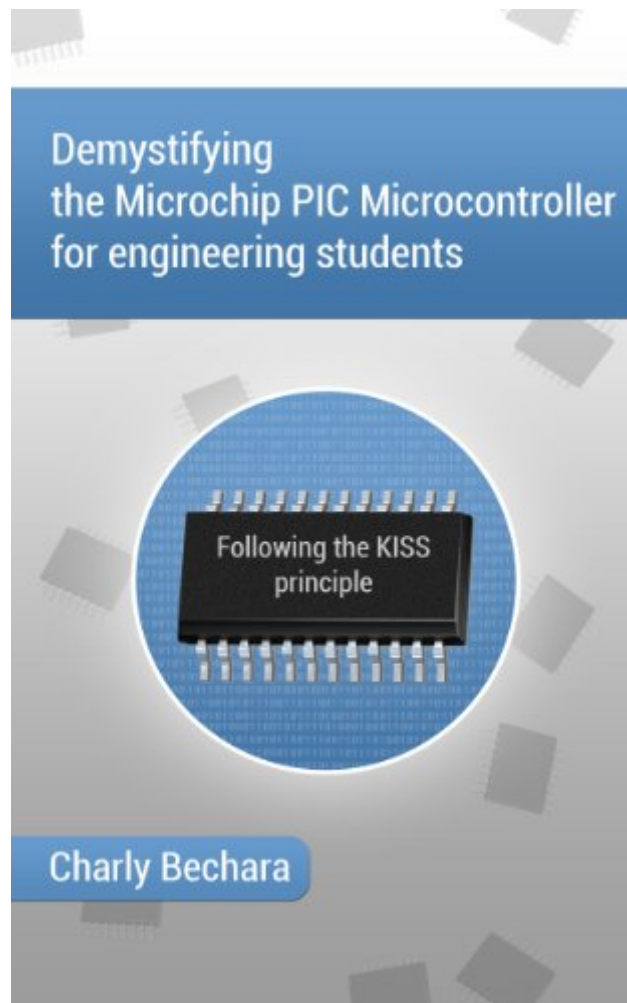 Demystifying
the Microchip PIC Microcontroller
for engineering students
Following the KISS
principle
Charly Bechara